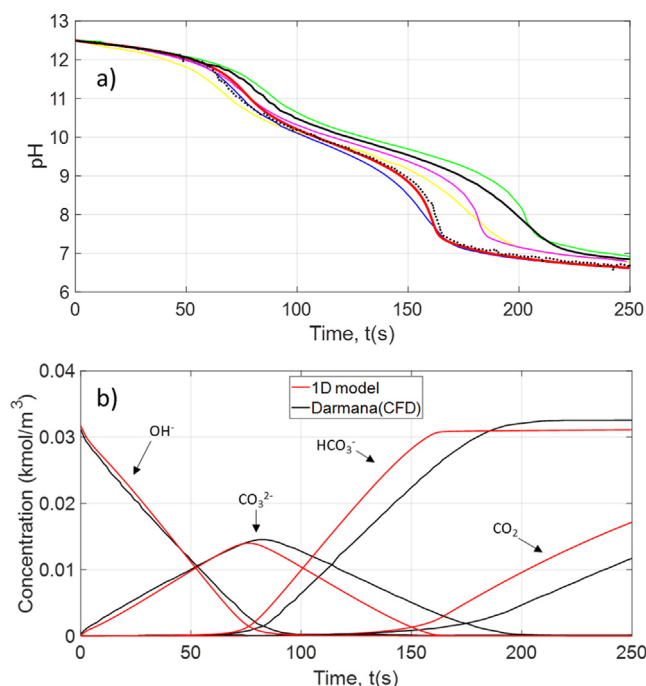 a)
13
12
11
10
9
8
7
6
pH
0 50 100 150 200 250
Time, t(s)
b)
1D model
Darmana(CFD)
0.04
0.03
0.02
0.01
0
Concentration (kmol/m³)
OH⁻
CO₃²⁻
HCO₃⁻
CO₂
0 50 100 150 200 250
Time, t(s)